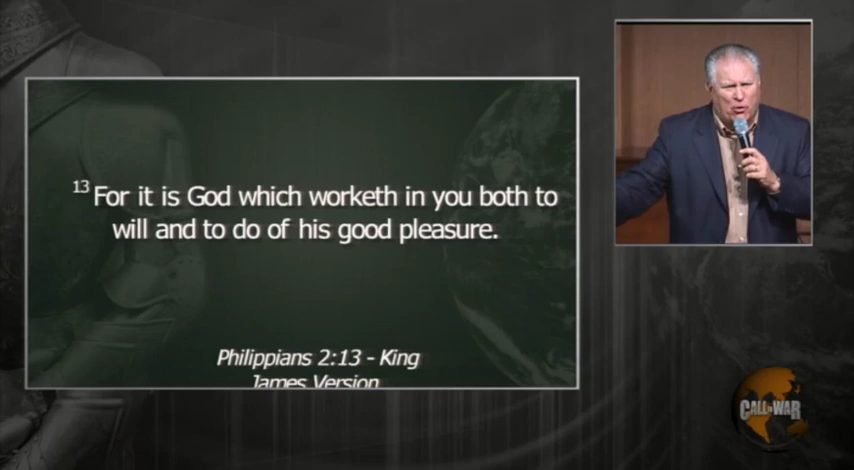 13 For it is God which worketh in you both to
will and to do of his good pleasure.
Philippians 2:13 - King
James Version
CALL to WAR